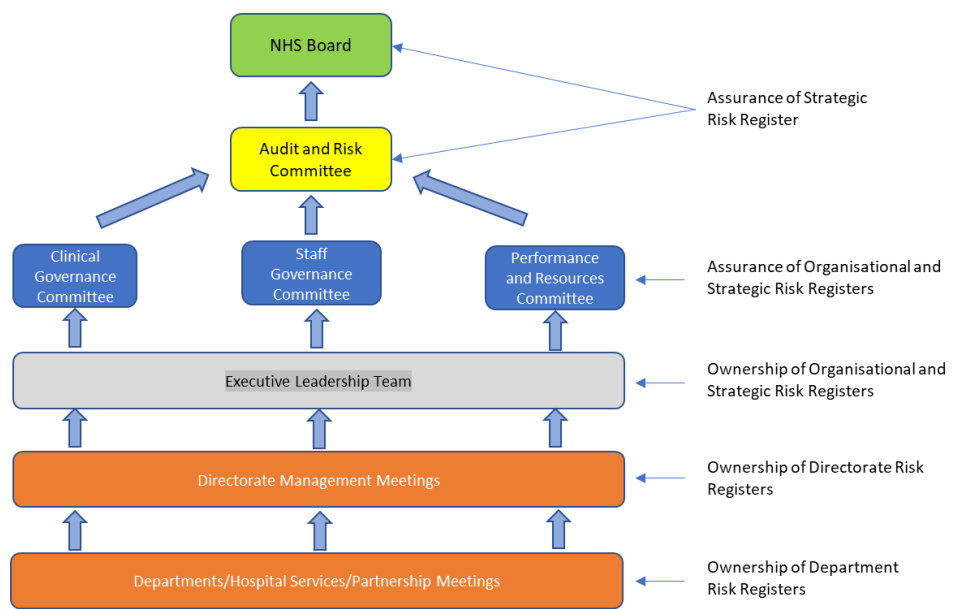 NHS Board
Assurance of Strategic
Risk Register
Audit and Risk
Committee
Clinical
Governance
Committee
Staff
Governance
Committee
Performance
and Resources
Committee
Assurance of Organisational and
Strategic Risk Registers
Executive Leadership Team
Ownership of Organisational and
Strategic Risk Registers
Directorate Management Meetings
Ownership of Directorate Risk
Registers
Departments/Hospital Services/Partnership Meetings
Ownership of Department
Risk Registers